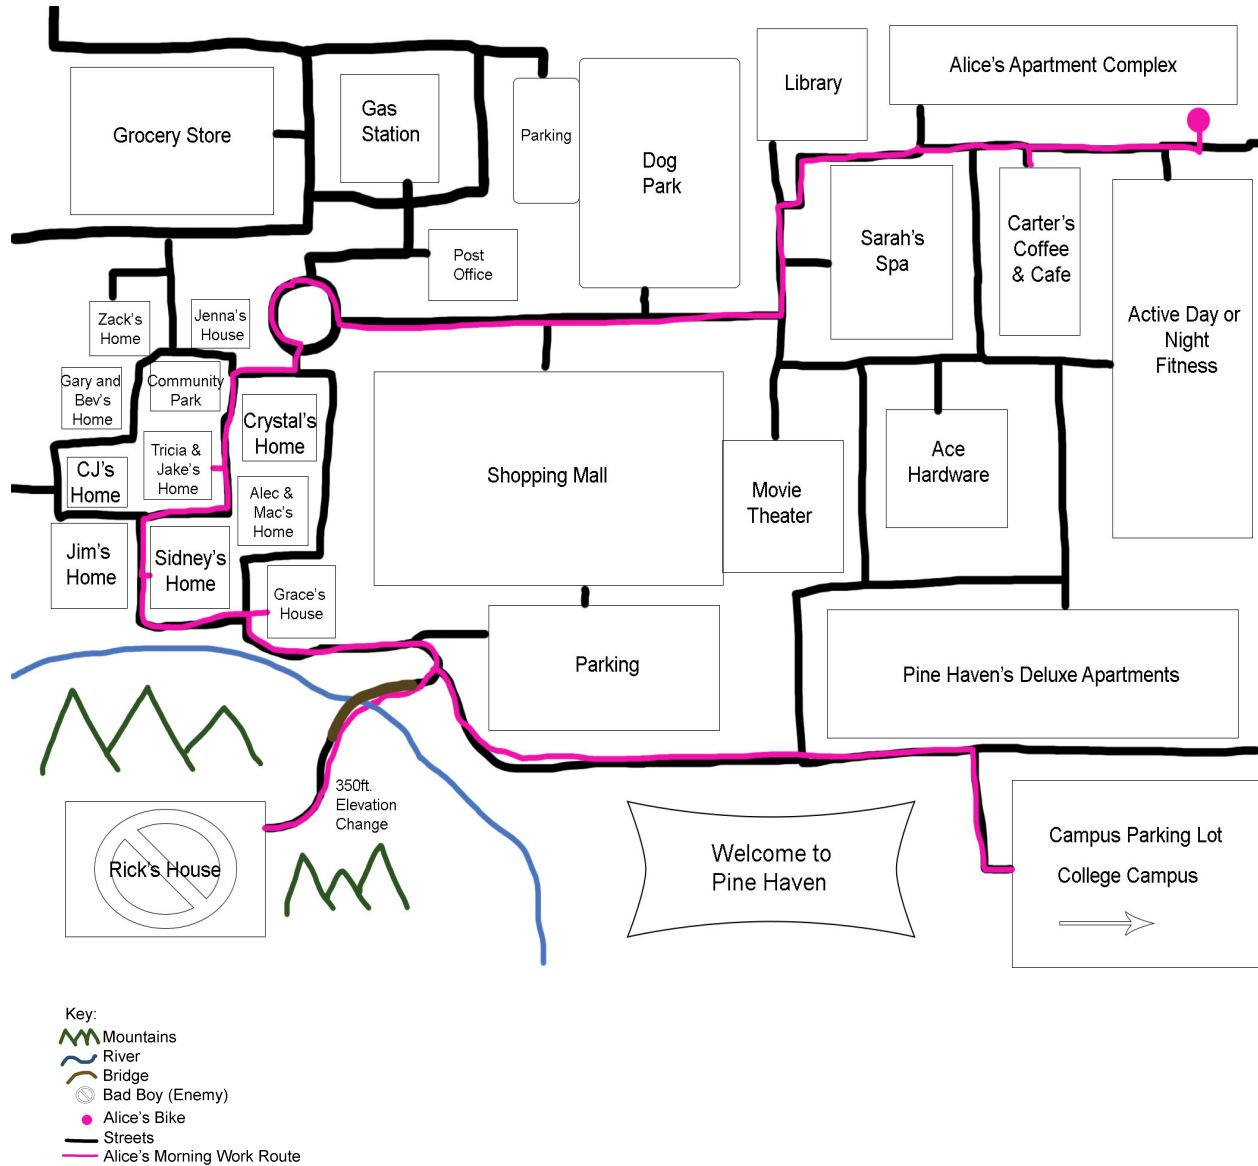 Library
Alice's Apartment Complex
Grocery Store
Gas
Station
Parking
Dog
Park
Sarah's
Spa
Carter's
Coffee
& Cafe
Post
Office
Active Day or
Night
Fitness
Zack's
Home
Jenna's
House
Gary and
Bev's
Home
Community
Park
Crystal's
Home
Tricia &
Jake's
Home
CJ's
Home
Alec &
Mac's
Home
Shopping Mall
Movie
Theater
Ace
Hardware
Jim's
Home
Sidney's
Home
Grace's
House
Parking
Pine Haven's Deluxe Apartments
350ft.
Elevation
Change
Rick's House
Welcome to
Pine Haven
Campus Parking Lot
College Campus
Key:
Mountains
River
Bridge
Bad Boy (Enemy)
Alice's Bike
Streets
Alice's Morning Work Route